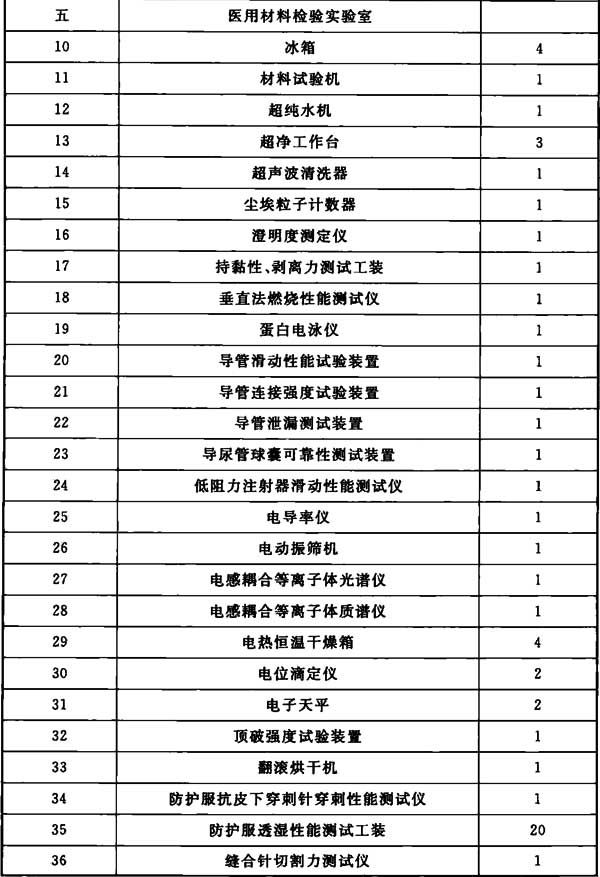 五 医用材料检验实验室
10 冰箱 4
11 材料试验机 1
12 超纯水机 1
13 超净工作台 3
14 超声波清洗器 1
15 尘埃粒子计数器 1
16 澄明度测定仪 1
17 持黏性、剥离力测试工装 1
18 垂直法燃烧性能测试仪 1
19 蛋白电泳仪 1
20 导管滑动性能试验装置 1
21 导管连接强度试验装置 1
22 导管泄漏测试装置 1
23 导尿管球囊可靠性测试装置 1
24 低阻力注射器滑动性能测试仪 1
25 电导率仪 1
26 电动振筛机 1
27 电感耦合等离子体光谱仪 1
28 电感耦合等离子体质谱仪 1
29 电热恒温干燥箱 4
30 电位滴定仪 2
31 电子天平 2
32 顶破强度试验装置 1
33 翻滚烘干机 1
34 防护服抗皮下穿刺针穿刺性能测试仪 1
35 防护服透湿性能测试工装 20
36 缝合针切割力测试仪 1